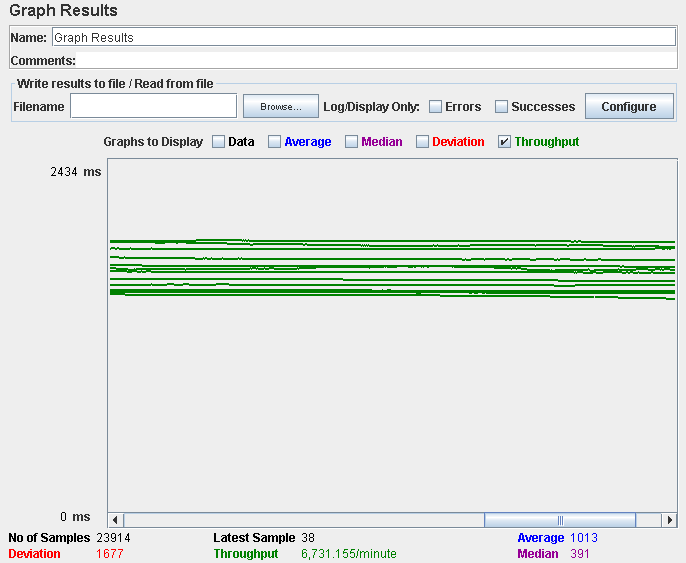 Graph Results
Name: Graph Results
Comments:
Write results to file / Read from file
Filename Browse... Log/Display Only: Errors Successes Configure
Graphs to Display Data Average Median Deviation Throughput
2434 ms
0 ms
No of Samples 23914 Latest Sample 38 Average 1013
Deviation 1677 Throughput 6,731.155/minute Median 391